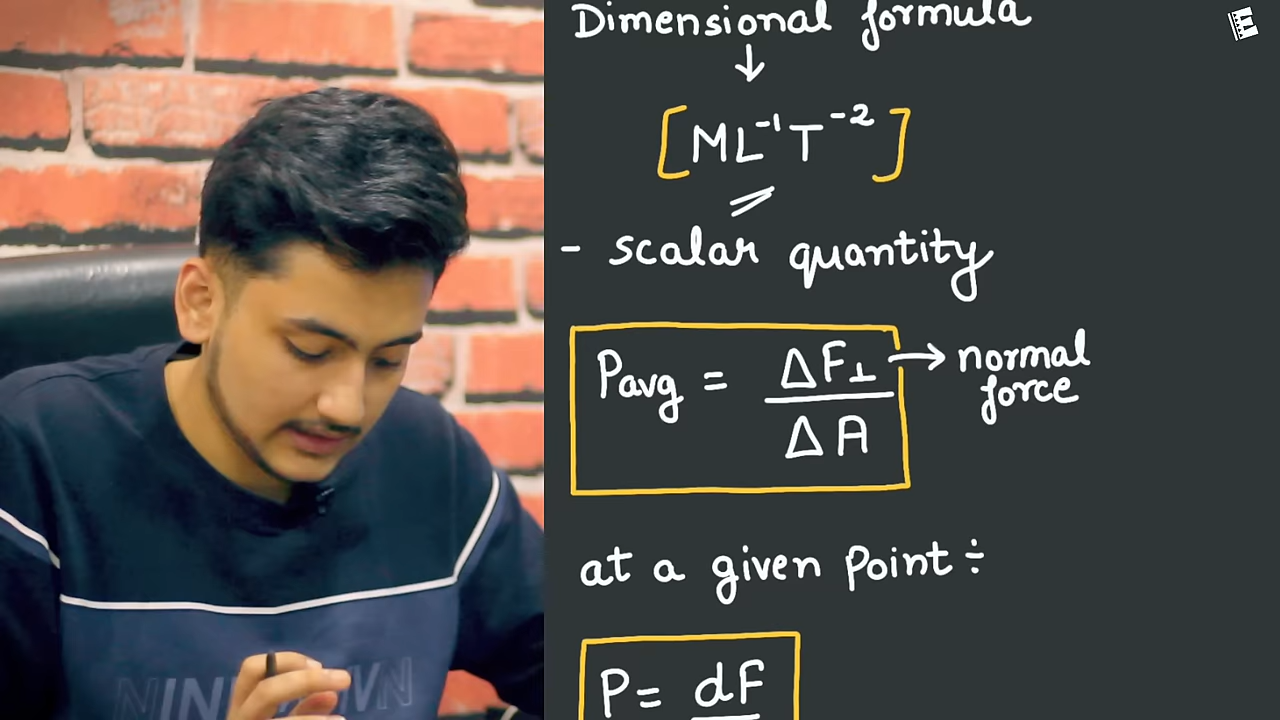 Dimensional formula
↓
[ML⁻¹T⁻²]
- scalar quantity
Pavg = ΔF⊥ / ΔA → normal force
at a given point ÷
P = dF